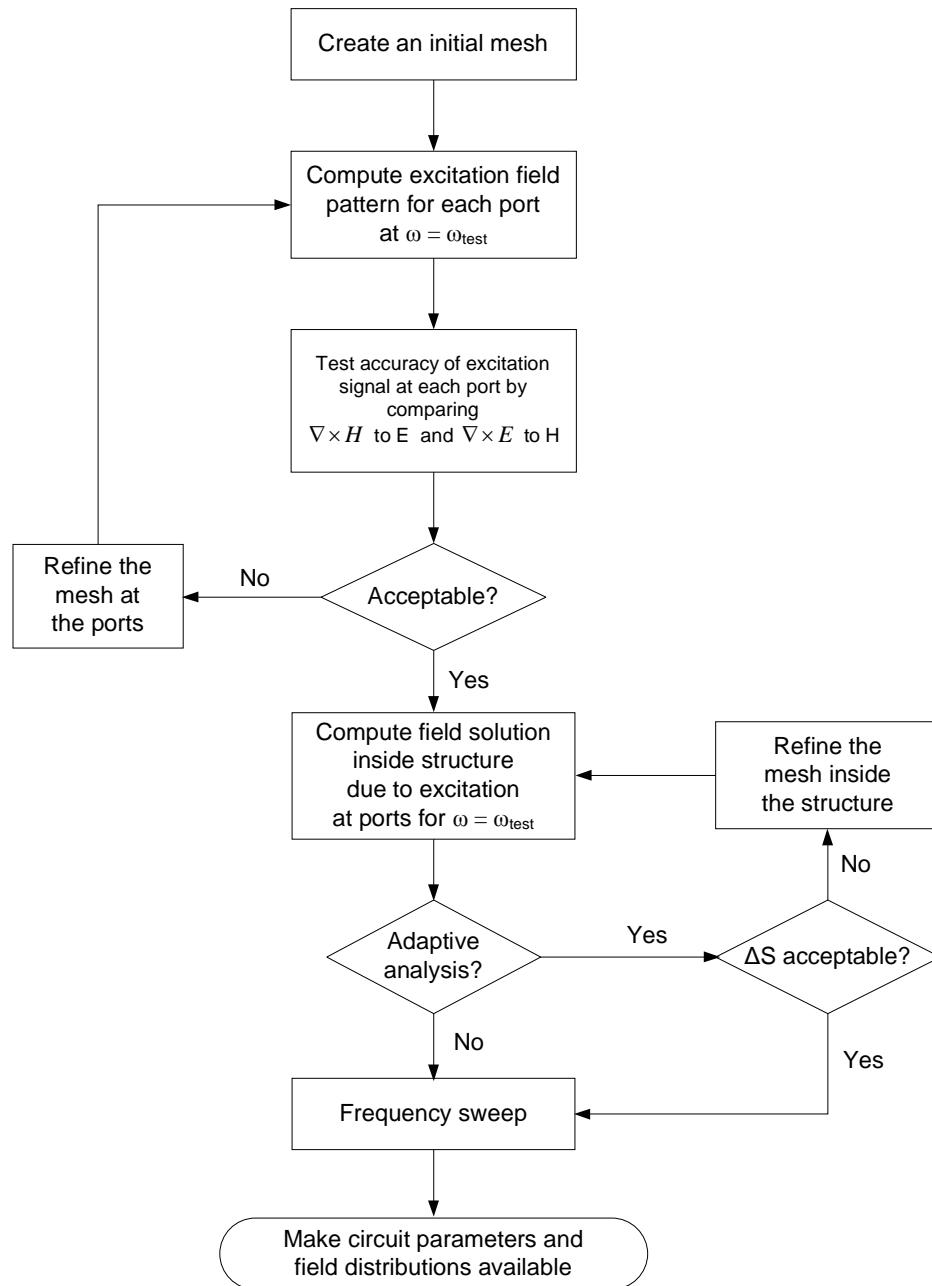 Create an initial mesh
Compute excitation field
pattern for each port
at ω = ω_test
Test accuracy of excitation
signal at each port by
comparing
∇×H to E and ∇×E to H
Refine the
mesh at
the ports
No
Acceptable?
Yes
Compute field solution
inside structure
due to excitation
at ports for ω = ω_test
Refine the
mesh inside
the structure
No
Adaptive
analysis?
Yes
ΔS acceptable?
No
Yes
Frequency sweep
Make circuit parameters and
field distributions available